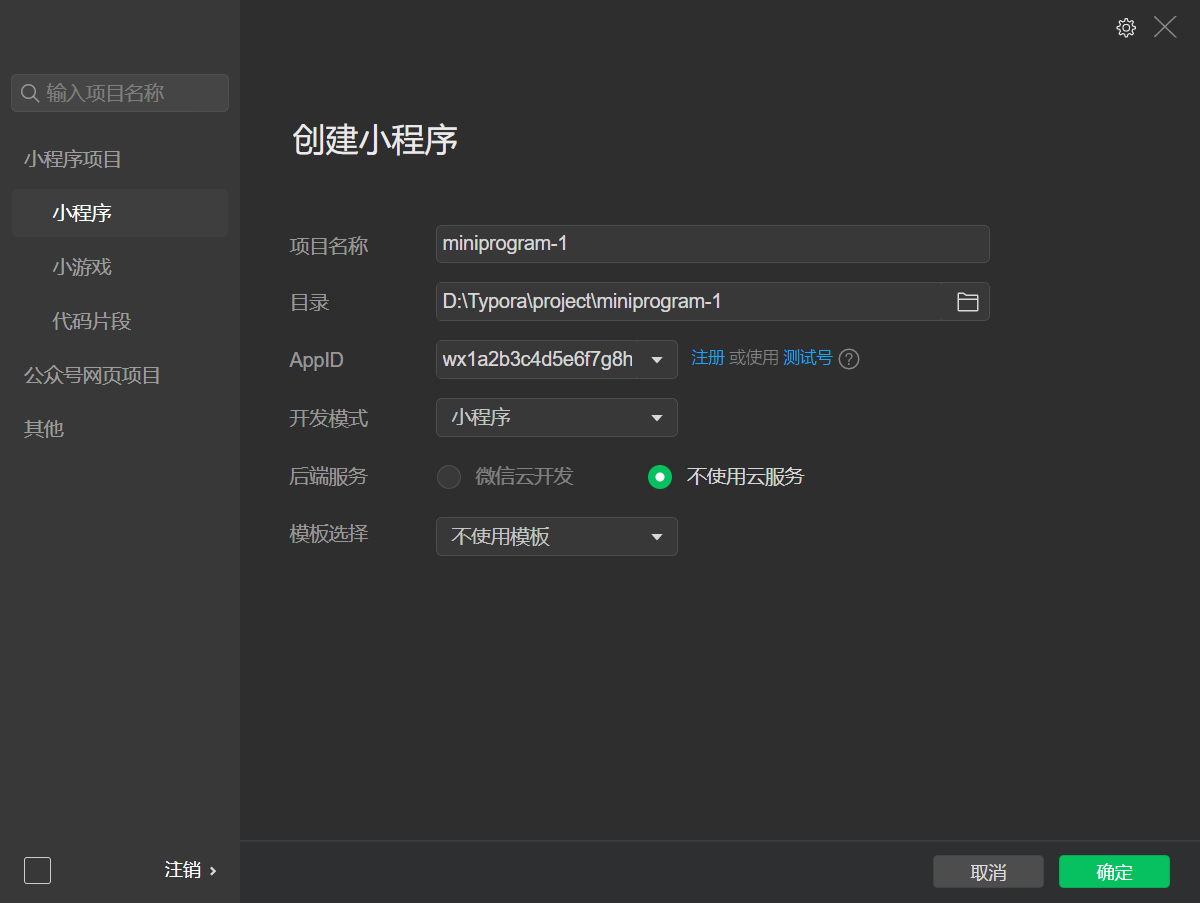 输入项目名称
小程序项目
小程序
小游戏
代码片段
公众号网页项目
其他
注销
创建小程序
项目名称 miniprogram-1
目录 D:\Typora\project\miniprogram-1
AppID wx1a2b3c4d5e6f7g8h 注册 或使用 测试号 ?
开发模式 小程序
后端服务 微信云开发 不使用云服务
模板选择 不使用模板
取消 确定